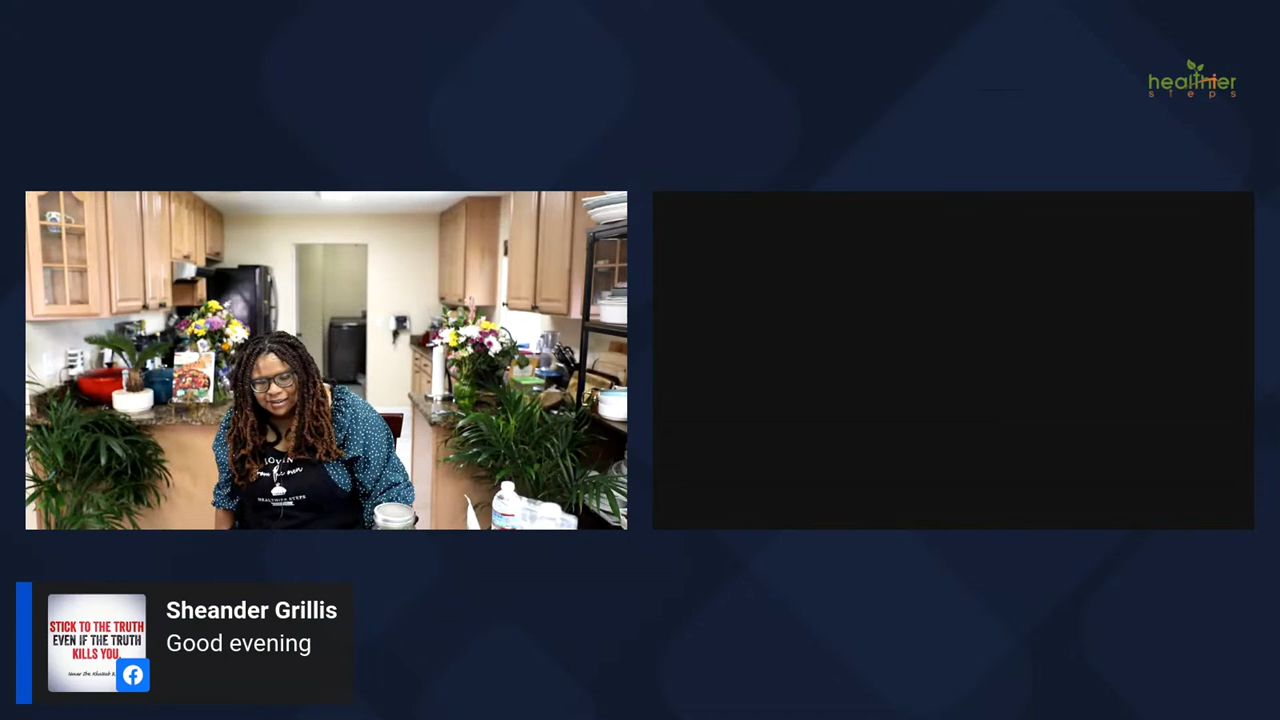 healthier
steps
HEALTHIER STEPS
Sheander Grillis
Good evening
STICK TO THE TRUTH
EVEN IF THE TRUTH
KILLS YOU.